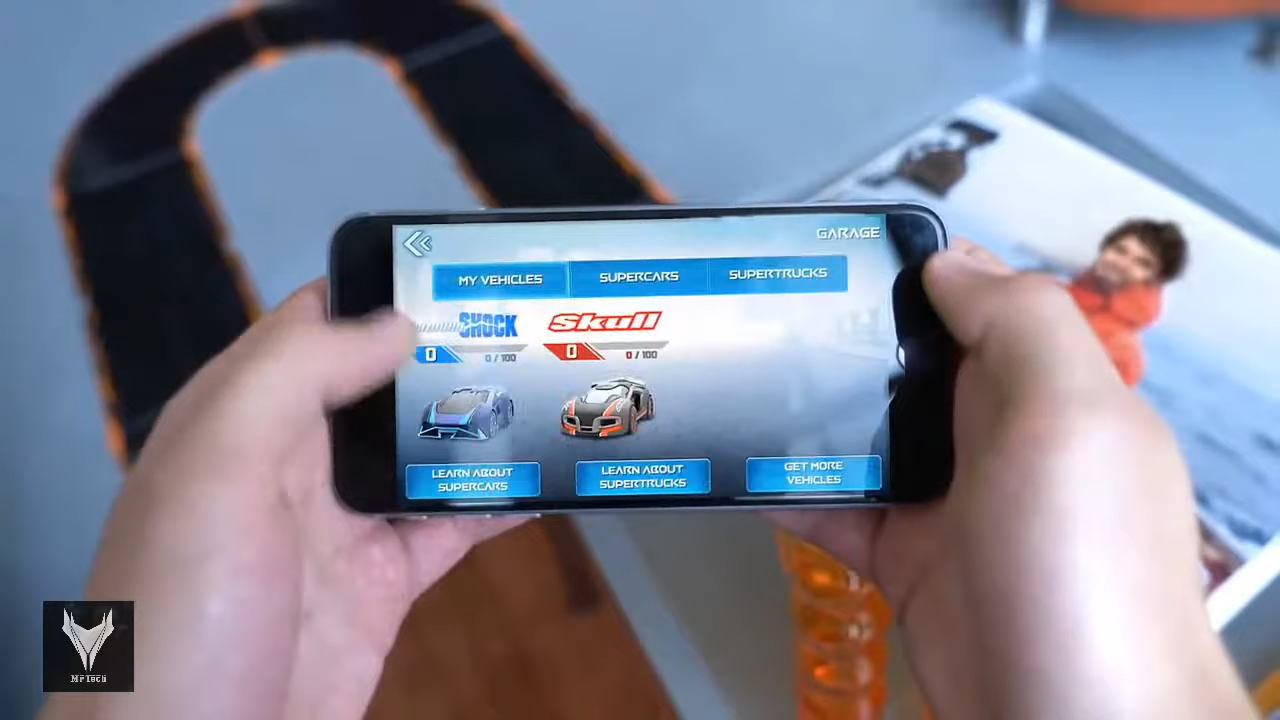 GARAGE
MY VEHICLES
SUPERCARS
SUPERTRUCKS
SHOCK
Skull
0
0 / 100
0
0 / 100
LEARN ABOUT
SUPERCARS
LEARN ABOUT
SUPERTRUCKS
GET MORE
VEHICLES